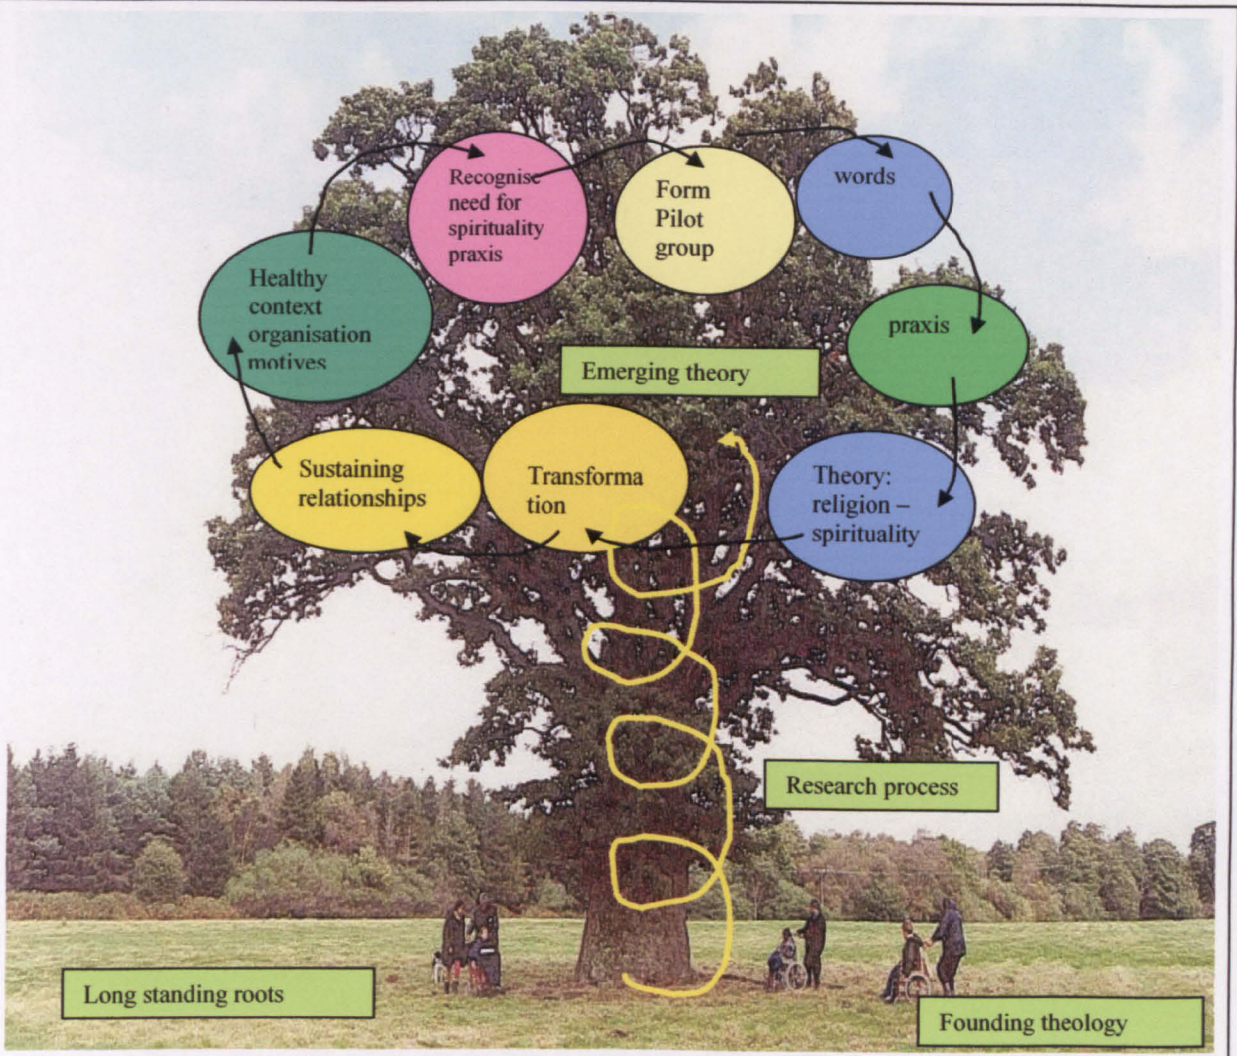 Recognise
need for
spirituality
praxis
Form
Pilot
group
words
Healthy
context
organisation
motives
praxis
Emerging theory
Sustaining
relationships
Transforma
tion
Theory:
religion –
spirituality
Research process
Long standing roots
Founding theology